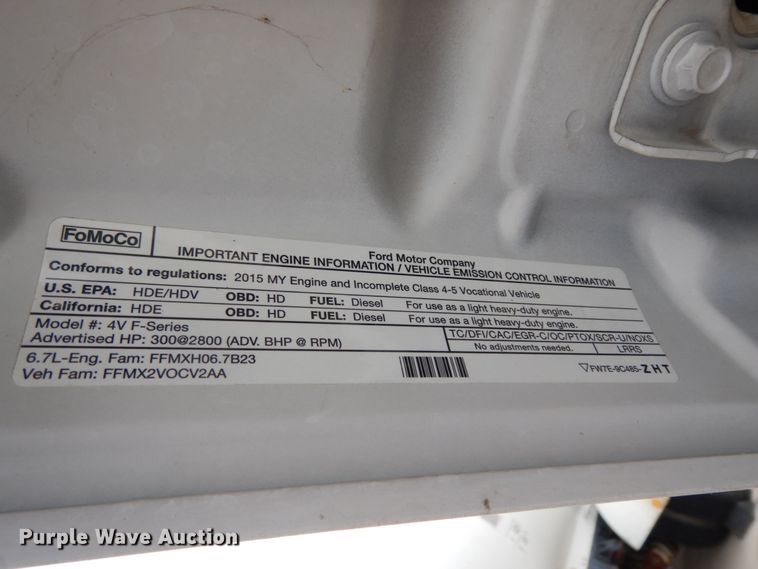 FoMoCo
Ford Motor Company
IMPORTANT ENGINE INFORMATION / VEHICLE EMISSION CONTROL INFORMATION
Conforms to regulations: 2015 MY Engine and Incomplete Class 4-5 Vocational Vehicle
U.S. EPA: HDE/HDV OBD: HD FUEL: Diesel For use as a light heavy-duty engine.
California: HDE OBD: HD FUEL: Diesel For use as a light heavy-duty engine.
Model #: 4V F-Series TC/DFI/CAC/EGR-C/OC/PTOX/SCR-U/NOXS
Advertised HP: 300@2800 (ADV. BHP @ RPM) No adjustments needed. LRRS
6.7L-Eng. Fam: FFMXH06.7B23
Veh Fam: FFMX2VOCV2AA
FW7E-9C485-ZHT
Purple Wave Auction